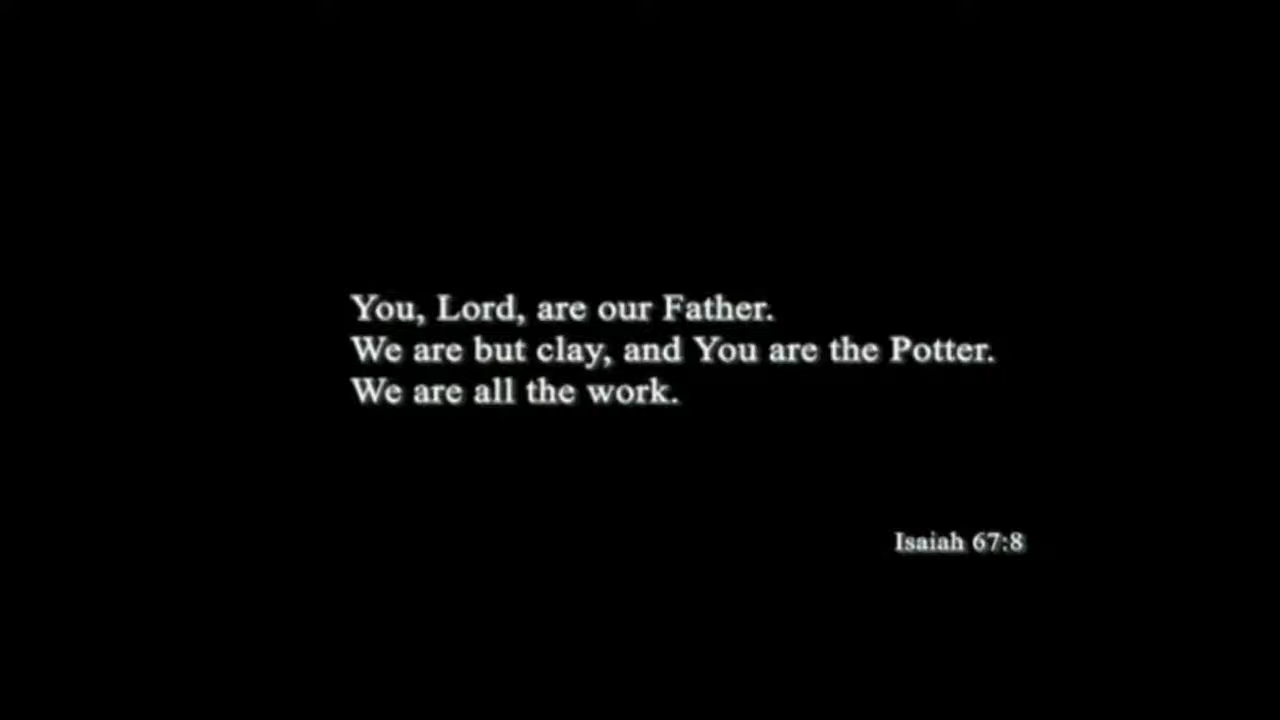 You, Lord, are our Father.
We are but clay, and You are the Potter.
We are all the work.
Isaiah 67:8